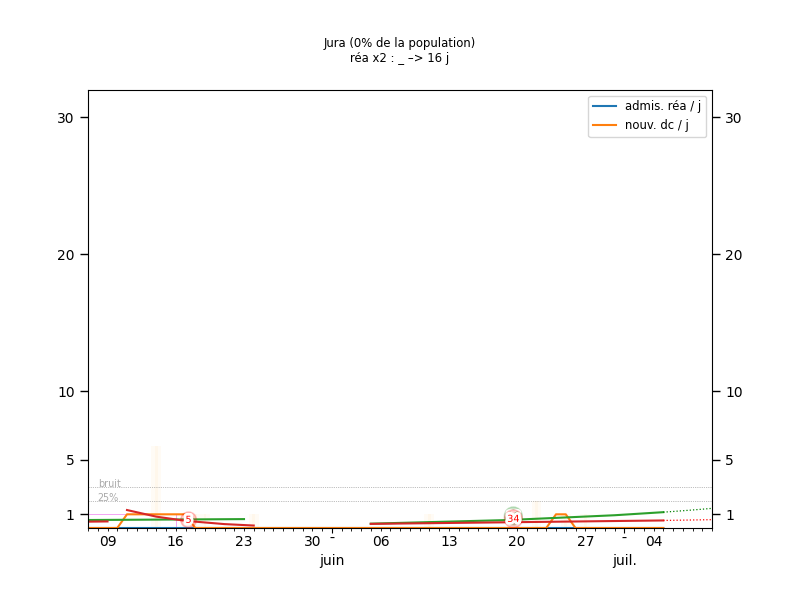 Jura (0% de la population)
réa x2 : _ –> 16 j
admis. réa / j
nouv. dc / j
30 30
20 20
10 10
5 5
bruit
25%
1 1
5 34
09 16 23 30 - 06 13 20 27 - 04
juin juil.